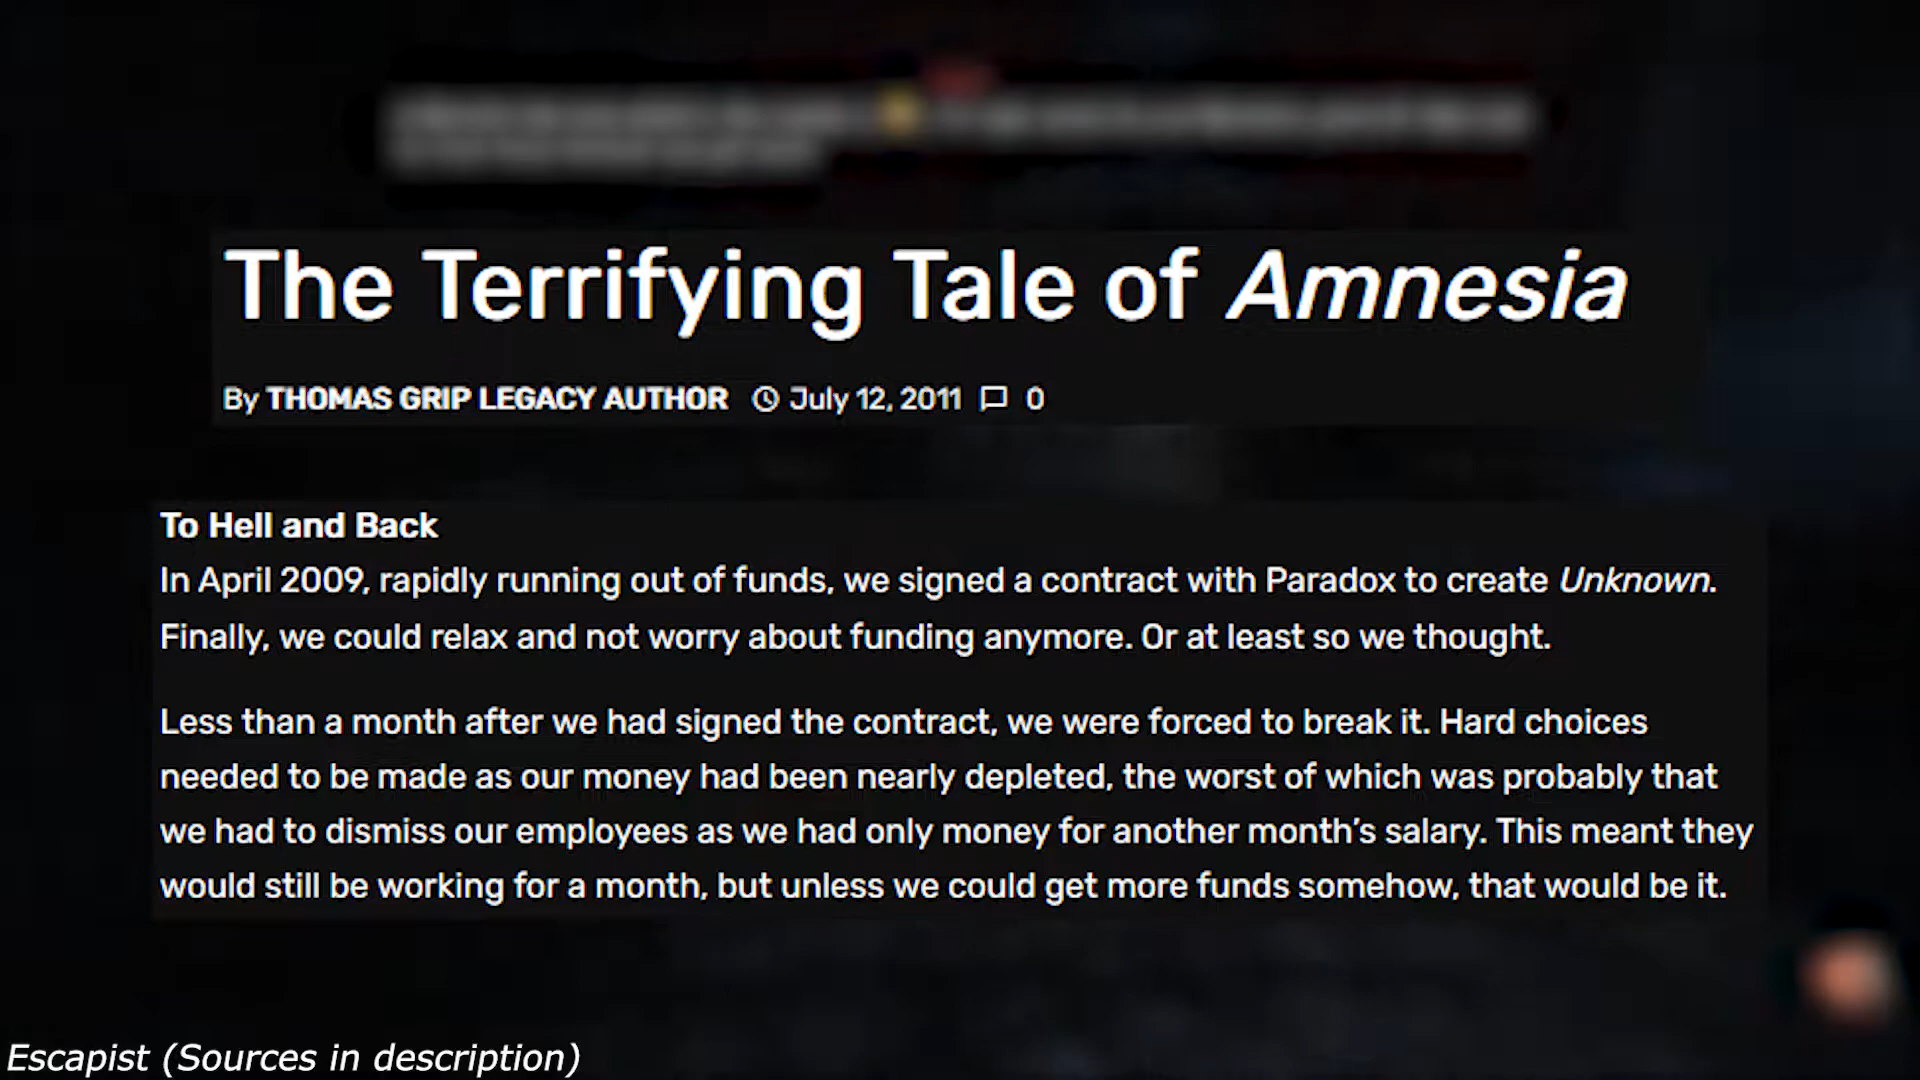 The Terrifying Tale of Amnesia
By THOMAS GRIP LEGACY AUTHOR July 12, 2011 0
To Hell and Back
In April 2009, rapidly running out of funds, we signed a contract with Paradox to create Unknown.
Finally, we could relax and not worry about funding anymore. Or at least so we thought.
Less than a month after we had signed the contract, we were forced to break it. Hard choices
needed to be made as our money had been nearly depleted, the worst of which was probably that
we had to dismiss our employees as we had only money for another month's salary. This meant they
would still be working for a month, but unless we could get more funds somehow, that would be it.
Escapist (Sources in description)